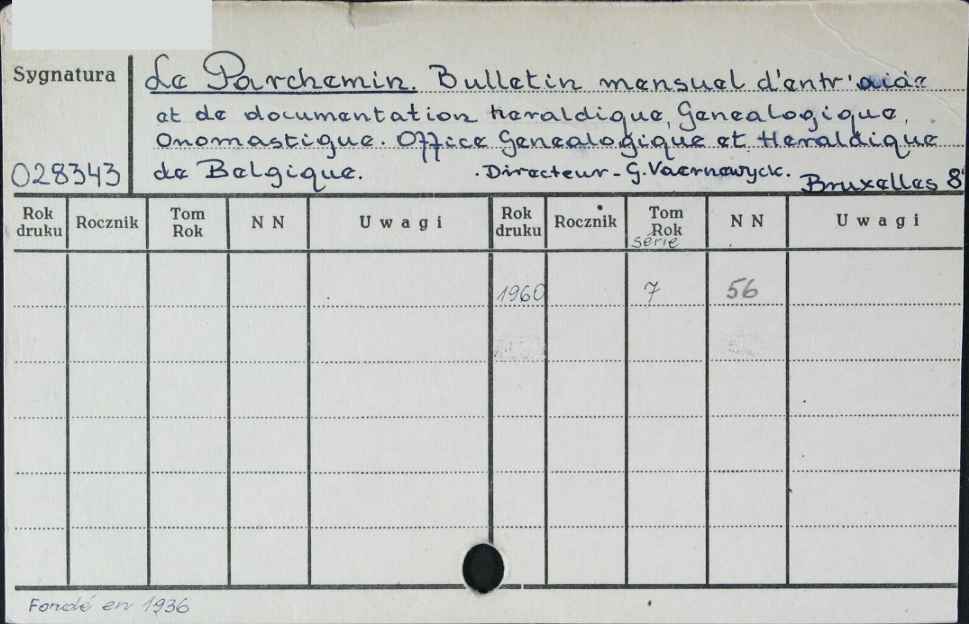 Sygnatura
Le Parchemin. Bulletin mensuel d'entr'aide
et de documentation heraldique, Genealogique,
Onomastique. Office Genealogique et Heraldique
028343 de Belgique. .Directeur - G. Vaernewyck. Bruxelles 8°
Rok druku Rocznik Tom Rok N N U w a g i Rok druku Rocznik Tom Rok série N N U w a g i
1960 7 56
Fondé en 1936